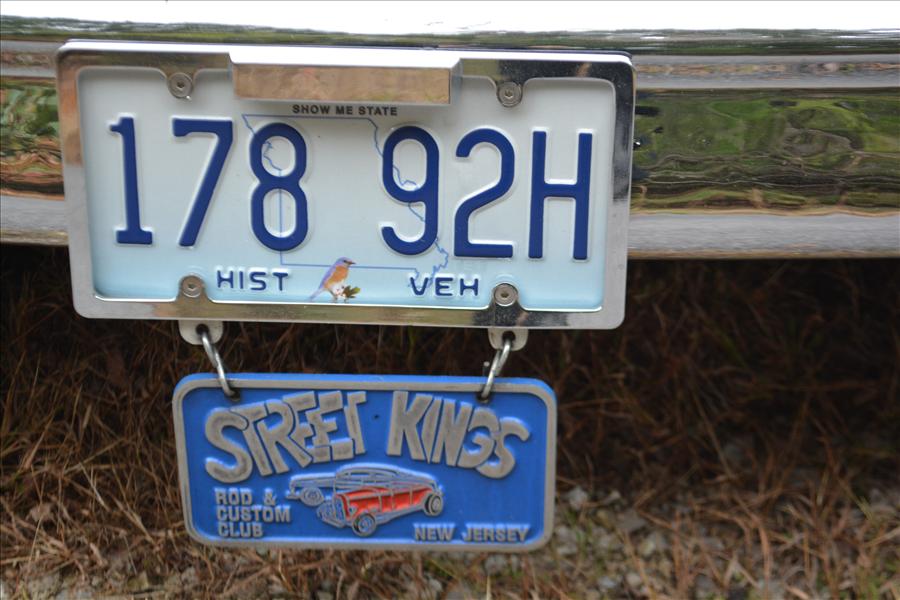 SHOW ME STATE
178 92H
HIST VEH
STREET KINGS
ROD &
CUSTOM
CLUB
NEW JERSEY